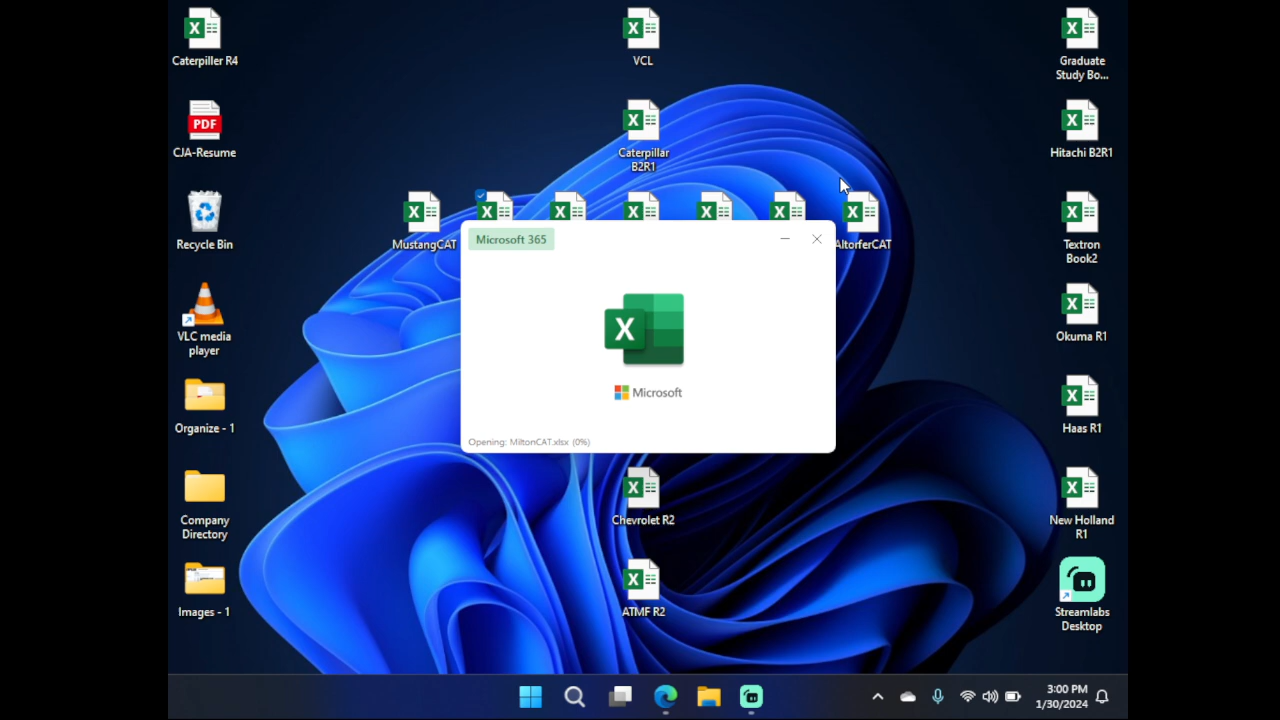 Caterpiller R4
VCL
Graduate
Study Bo...
PDF
CJA-Resume
Caterpillar
B2R1
Hitachi B2R1
Recycle Bin
MustangCAT
AltorferCAT
Textron
Book2
Microsoft 365
X
Microsoft
Opening: MiltonCAT.xlsx (0%)
VLC media
player
Okuma R1
Organize - 1
Haas R1
Company
Directory
Chevrolet R2
New Holland
R1
Images - 1
ATMF R2
Streamlabs
Desktop
3:00 PM
1/30/2024